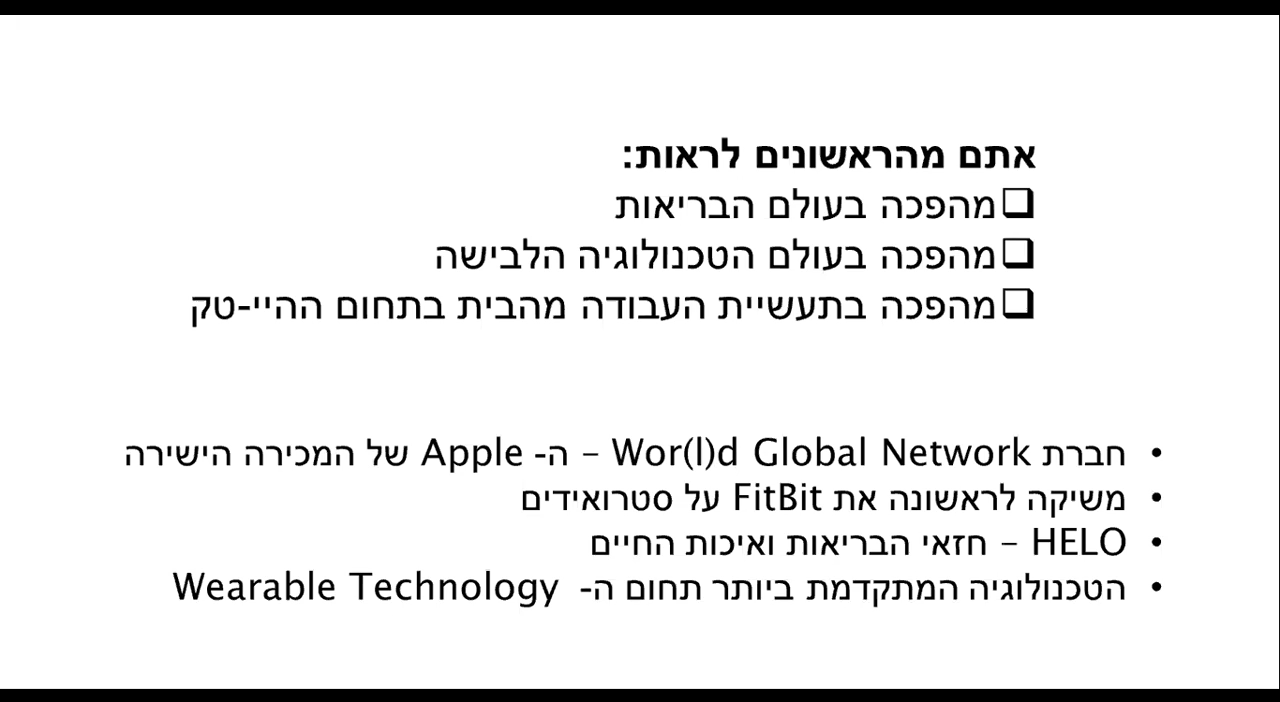 אתם מהראשונים לראות:
❑מהפכה בעולם הבריאות
❑מהפכה בעולם הטכנולוגיה הלבישה
❑מהפכה בתעשיית העבודה מהבית בתחום ההיי-טק
• חברת Wor(l)d Global Network – ה- Apple של המכירה הישירה
• משיקה לראשונה את FitBit על סטרואידים
• HELO – חזאי הבריאות ואיכות החיים
• הטכנולוגיה המתקדמת ביותר תחום ה- Wearable Technology